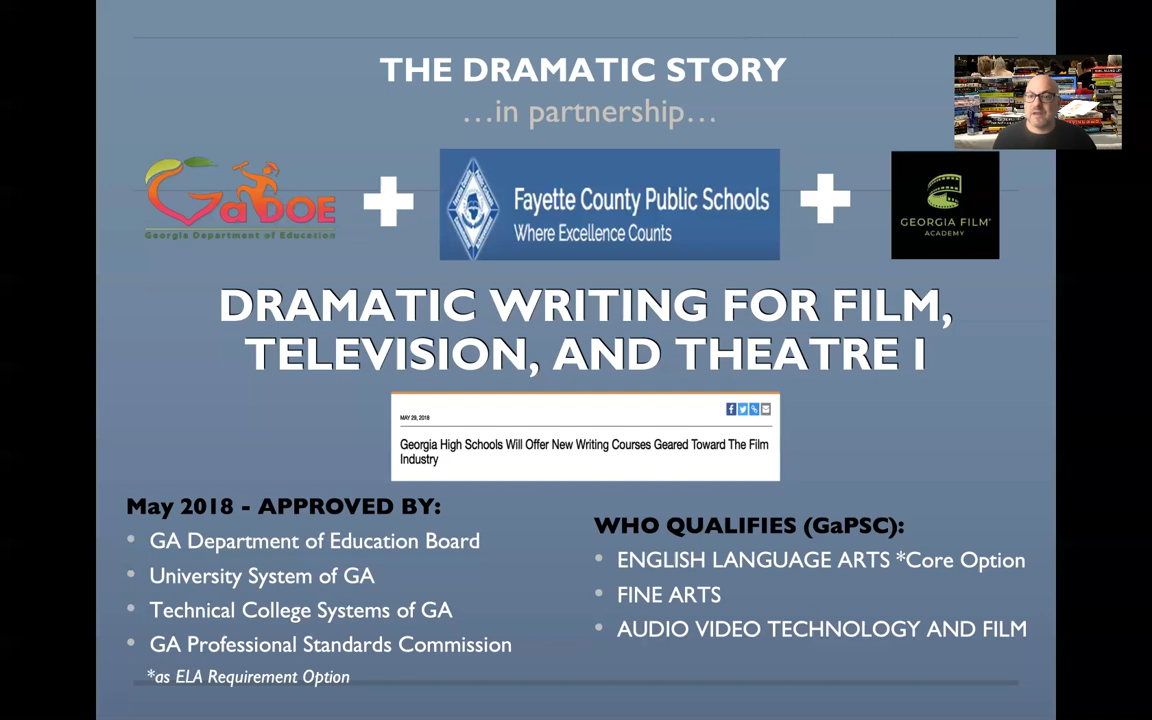 THE DRAMATIC STORY
…in partnership…
GaDOE
Georgia Department of Education
Fayette County Public Schools
Where Excellence Counts
GEORGIA FILM
ACADEMY
DRAMATIC WRITING FOR FILM,
TELEVISION, AND THEATRE I
MAY 29, 2018
Georgia High Schools Will Offer New Writing Courses Geared Toward The Film
Industry
May 2018 - APPROVED BY:
• GA Department of Education Board
• University System of GA
• Technical College Systems of GA
• GA Professional Standards Commission
*as ELA Requirement Option
WHO QUALIFIES (GaPSC):
• ENGLISH LANGUAGE ARTS *Core Option
• FINE ARTS
• AUDIO VIDEO TECHNOLOGY AND FILM